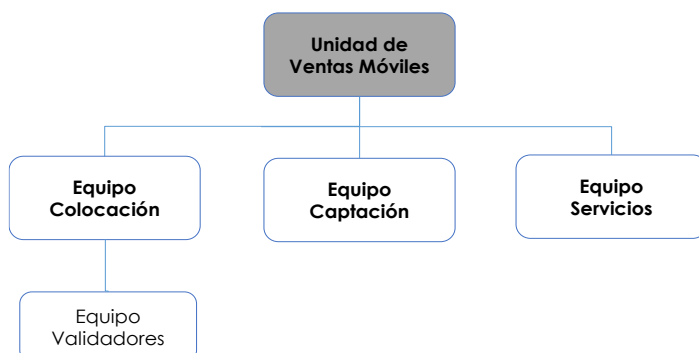 Unidad de
Ventas Móviles
Equipo
Colocación
Equipo
Captación
Equipo
Servicios
Equipo
Validadores